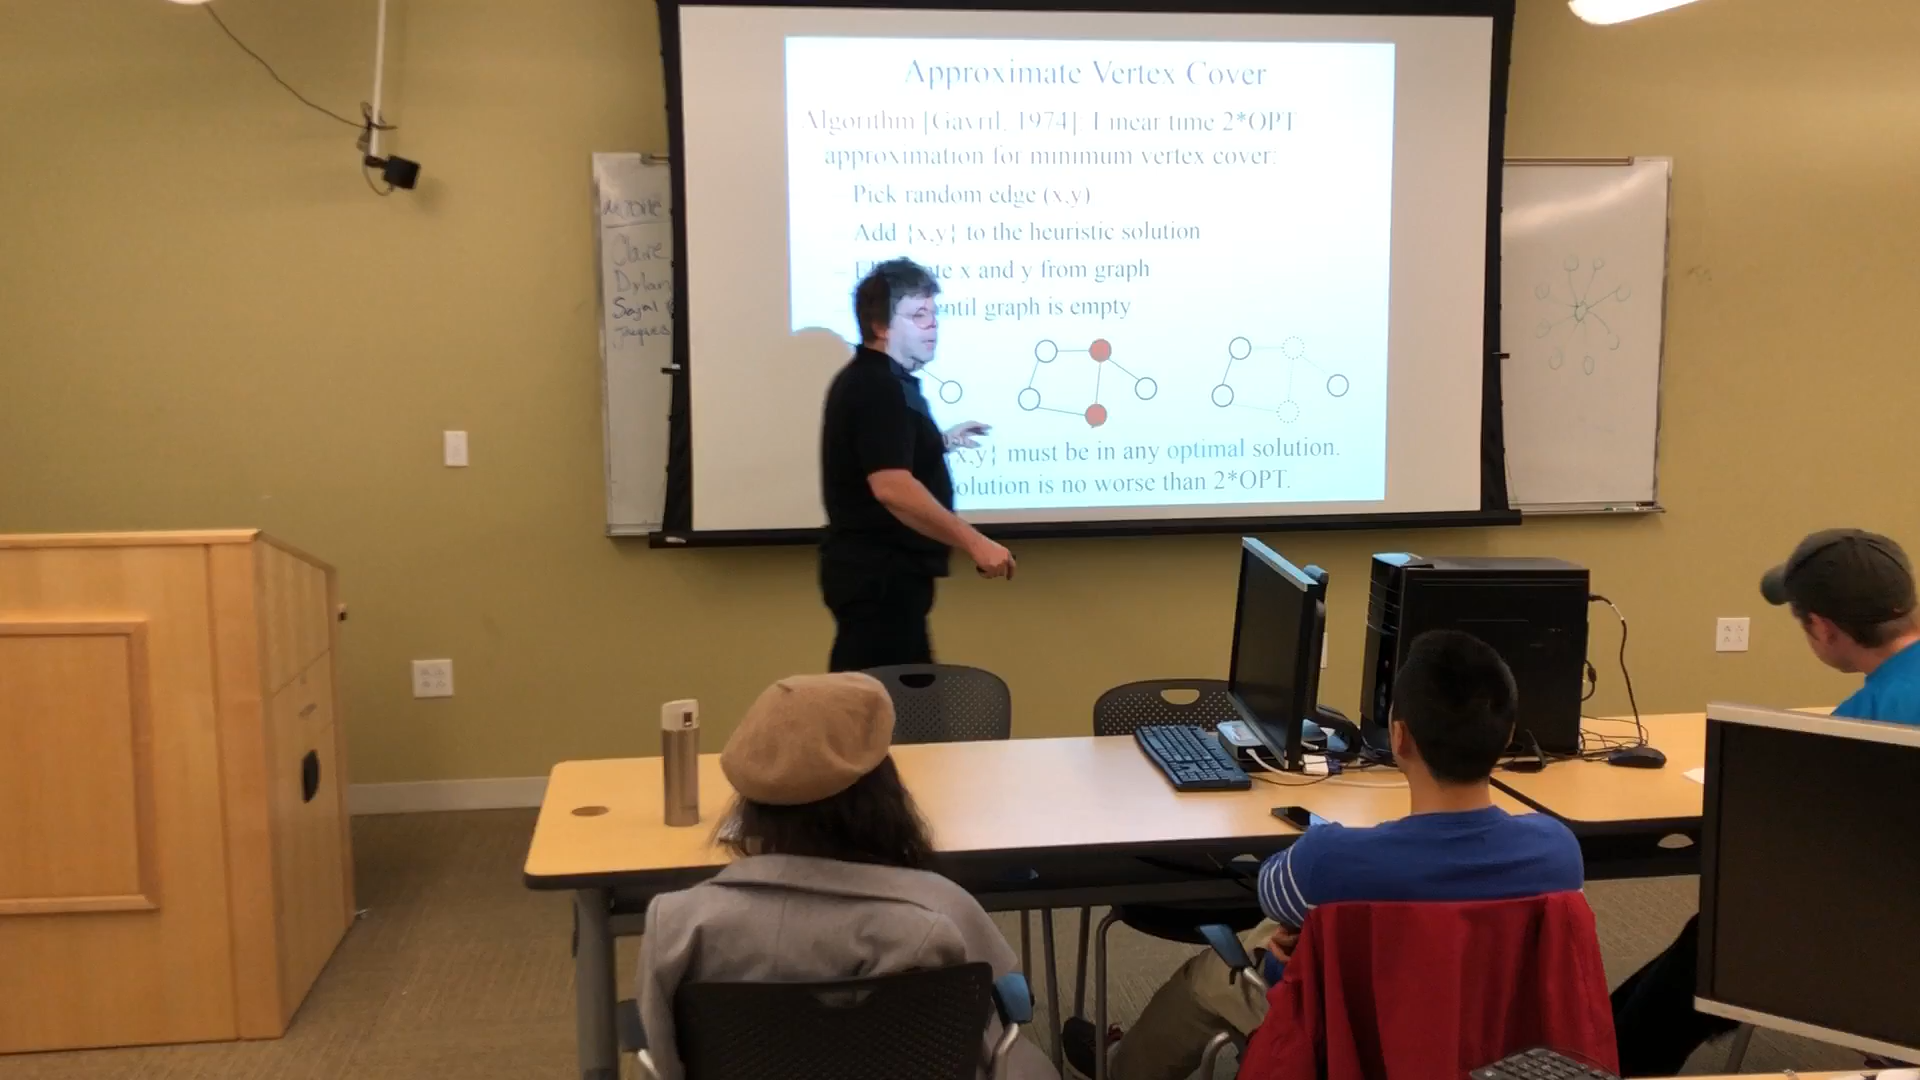 Approximate Vertex Cover
Algorithm [Gavril, 1974]: Linear time 2*OPT
approximation for minimum vertex cover:
– Pick random edge (x,y)
– Add {x,y} to the heuristic solution
– x and y from graph
graph is empty
{x,y} must be in any optimal solution.
is no worse than 2*OPT.
Claire
Dylan
Sejal
Jacques